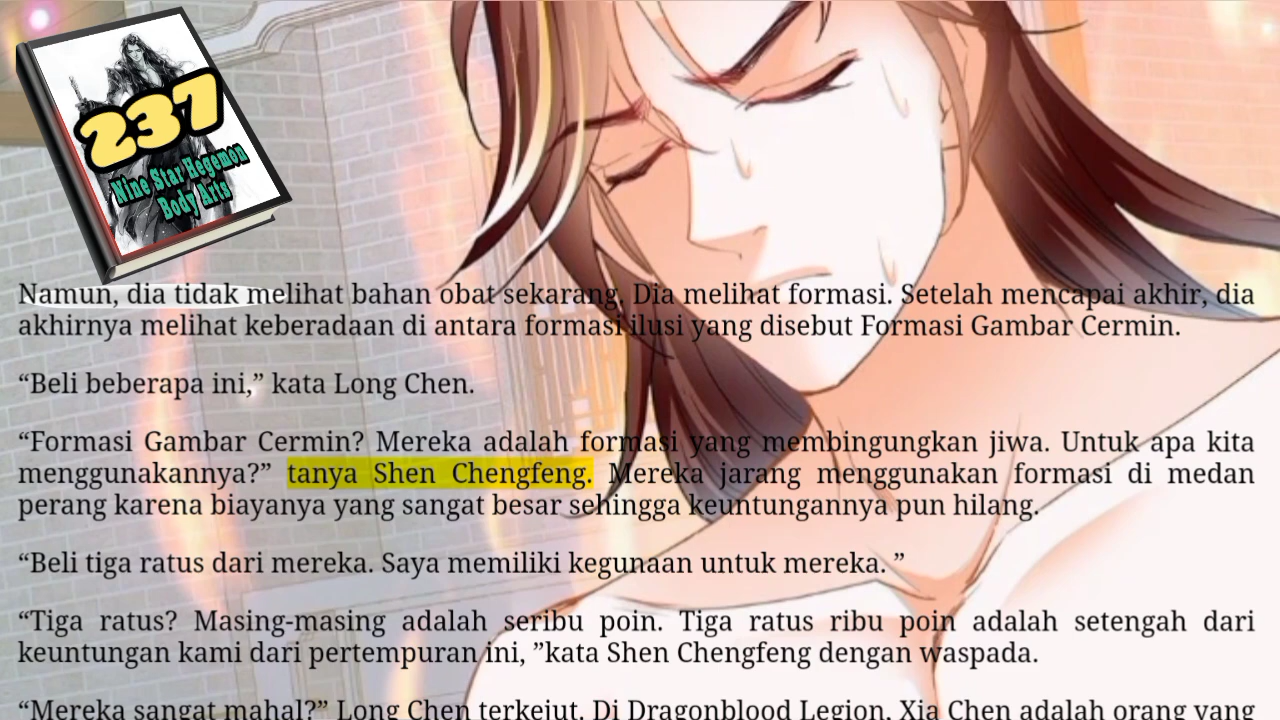 237
Nine Star Hegemon
Body Arts
Namun, dia tidak melihat bahan obat sekarang. Dia melihat formasi. Setelah mencapai akhir, dia
akhirnya melihat keberadaan di antara formasi ilusi yang disebut Formasi Gambar Cermin.
“Beli beberapa ini,” kata Long Chen.
“Formasi Gambar Cermin? Mereka adalah formasi yang membingungkan jiwa. Untuk apa kita
menggunakannya?” tanya Shen Chengfeng. Mereka jarang menggunakan formasi di medan
perang karena biayanya yang sangat besar sehingga keuntungannya pun hilang.
“Beli tiga ratus dari mereka. Saya memiliki kegunaan untuk mereka. ”
“Tiga ratus? Masing-masing adalah seribu poin. Tiga ratus ribu poin adalah setengah dari
keuntungan kami dari pertempuran ini, ”kata Shen Chengfeng dengan waspada.
“Mereka sangat mahal?” Long Chen terkejut. Di Dragonblood Legion, Xia Chen adalah orang yang